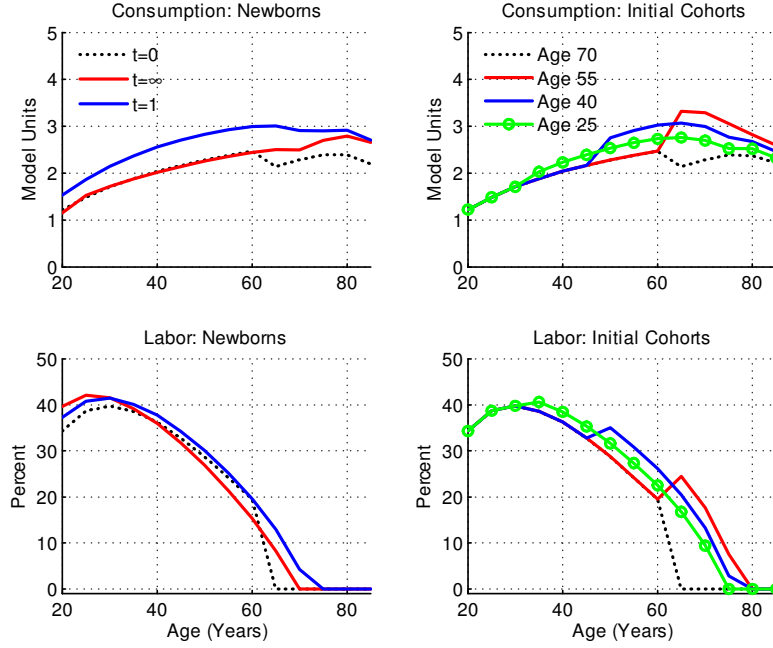 Consumption: Newborns
Model Units
5
4
3
2
1
0
t=0
t=∞
t=1
20 40 60 80
Consumption: Initial Cohorts
Model Units
5
4
3
2
1
0
Age 70
Age 55
Age 40
Age 25
20 40 60 80
Labor: Newborns
Percent
50
40
30
20
10
0
20 40 60 80
Age (Years)
Labor: Initial Cohorts
Percent
50
40
30
20
10
0
20 40 60 80
Age (Years)